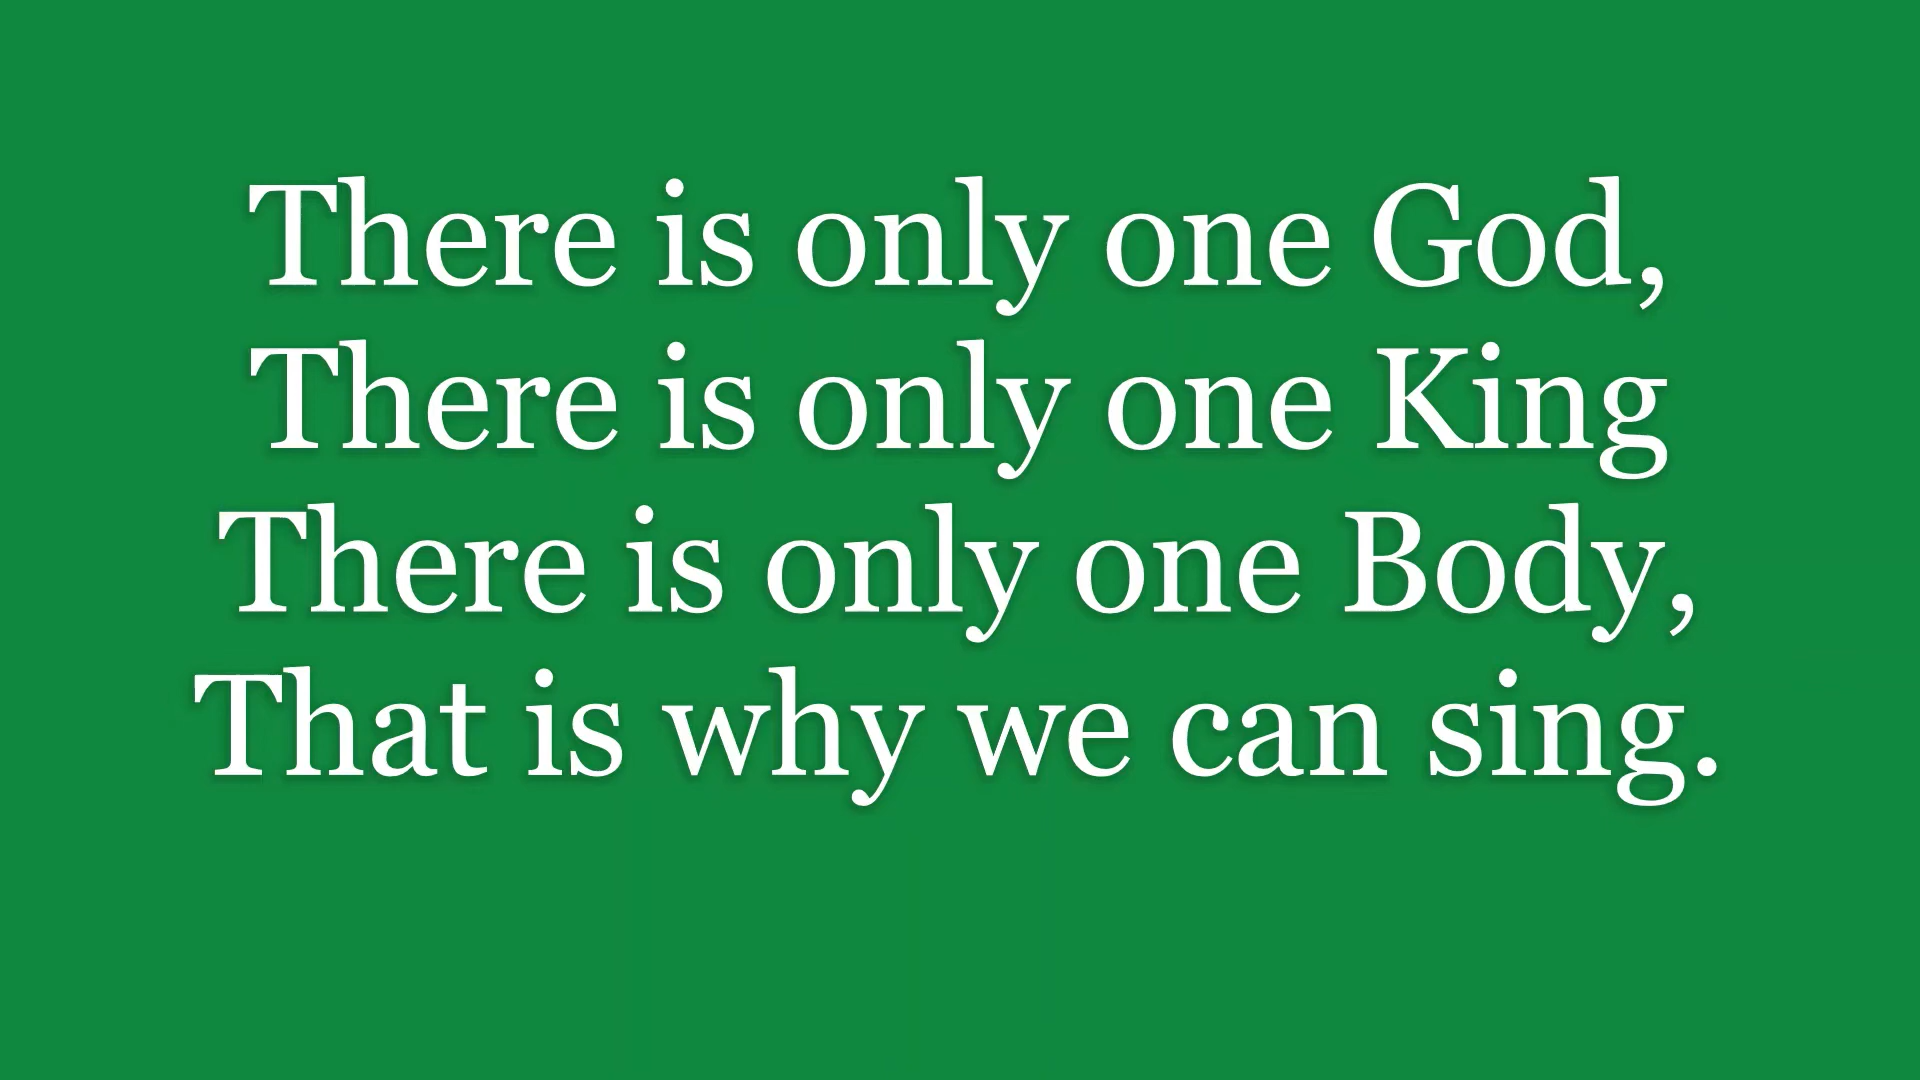 There is only one God,
There is only one King
There is only one Body,
That is why we can sing.